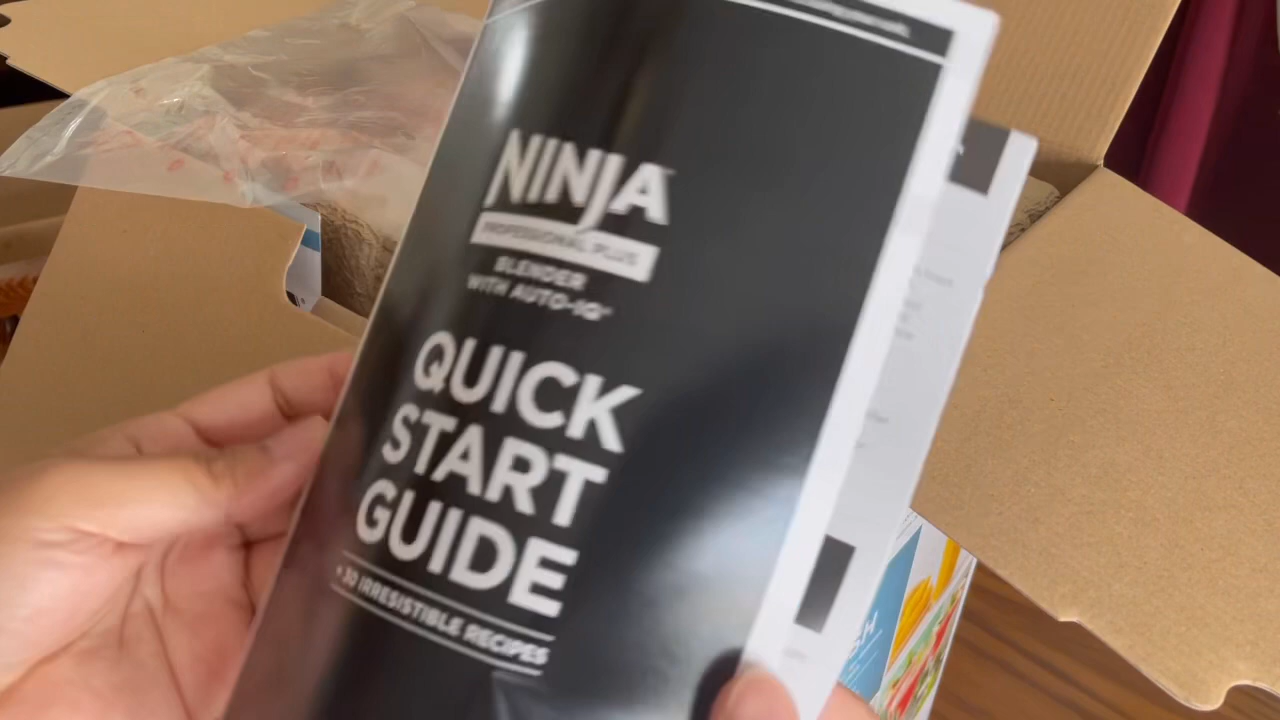 NINJA
PROFESSIONAL PLUS
BLENDER
WITH AUTO-IQ®
QUICK
START
GUIDE
+ 30 IRRESISTIBLE RECIPES